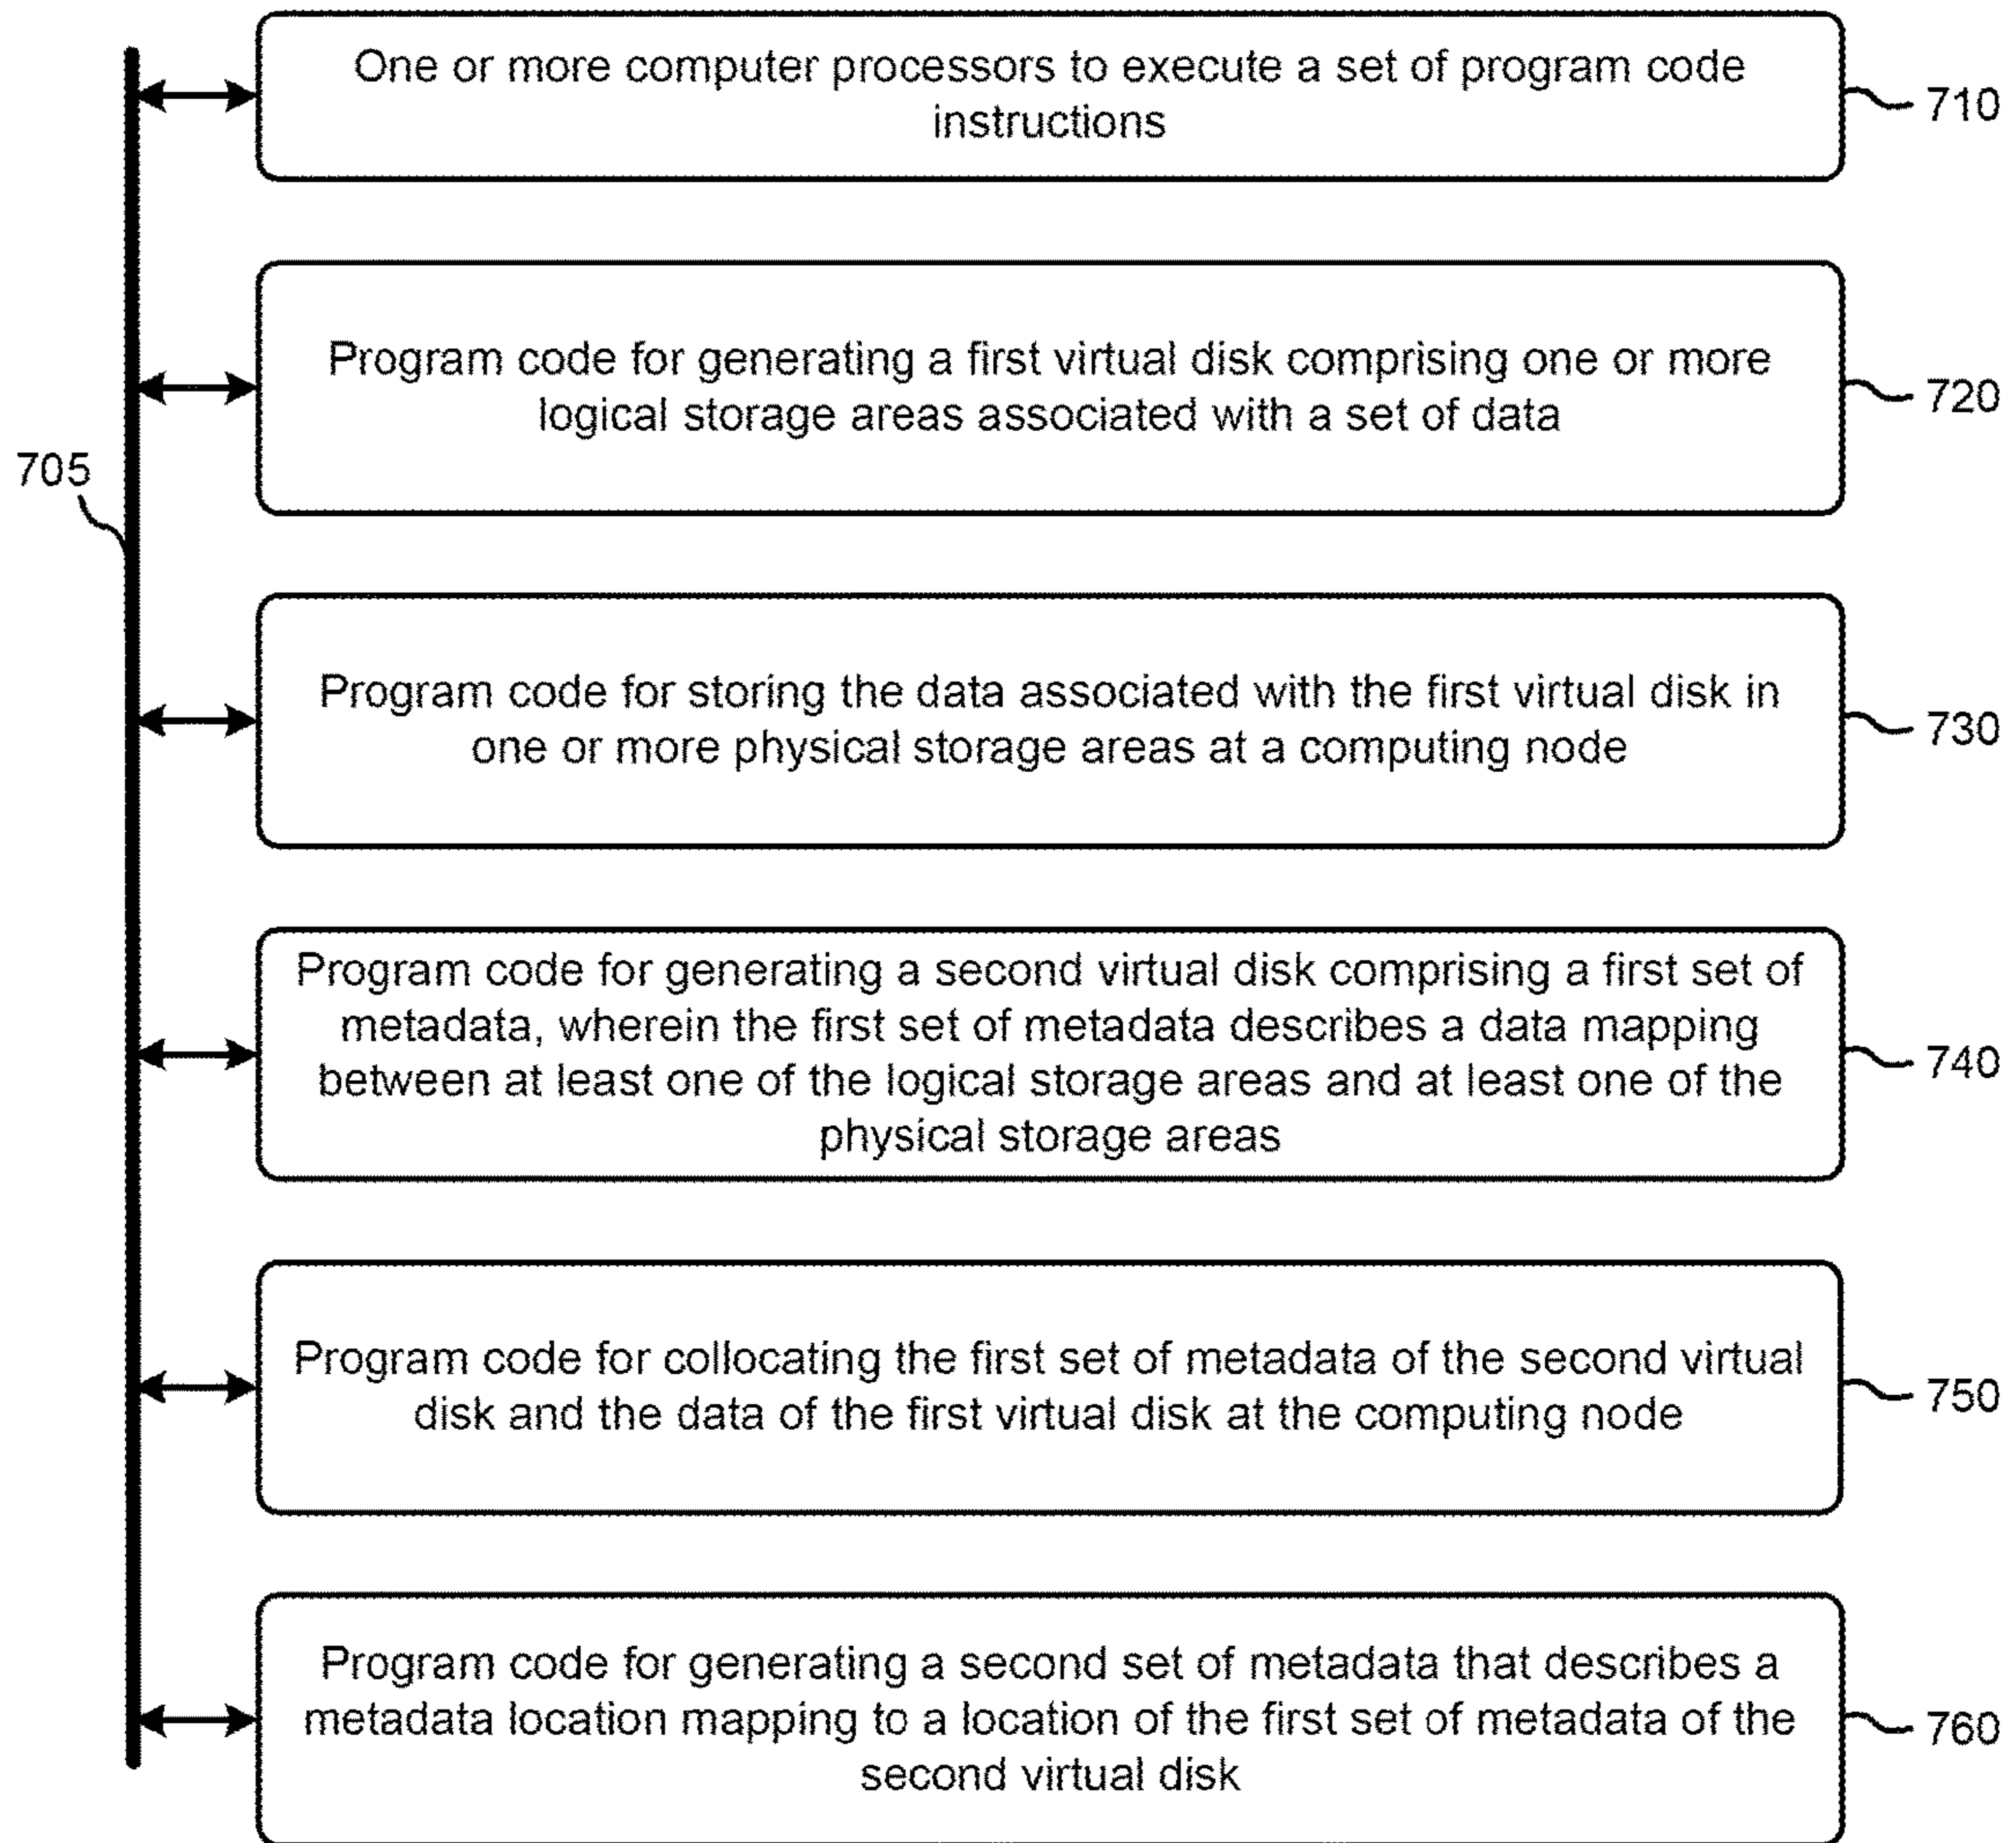 One or more computer processors to execute a set of program code
instructions
710
Program code for generating a first virtual disk comprising one or more
logical storage areas associated with a set of data
720
705
Program code for storing the data associated with the first virtual disk in
one or more physical storage areas at a computing node
730
Program code for generating a second virtual disk comprising a first set of
metadata, wherein the first set of metadata describes a data mapping
between at least one of the logical storage areas and at least one of the
physical storage areas
740
Program code for collocating the first set of metadata of the second virtual
disk and the data of the first virtual disk at the computing node
750
Program code for generating a second set of metadata that describes a
metadata location mapping to a location of the first set of metadata of the
second virtual disk
760